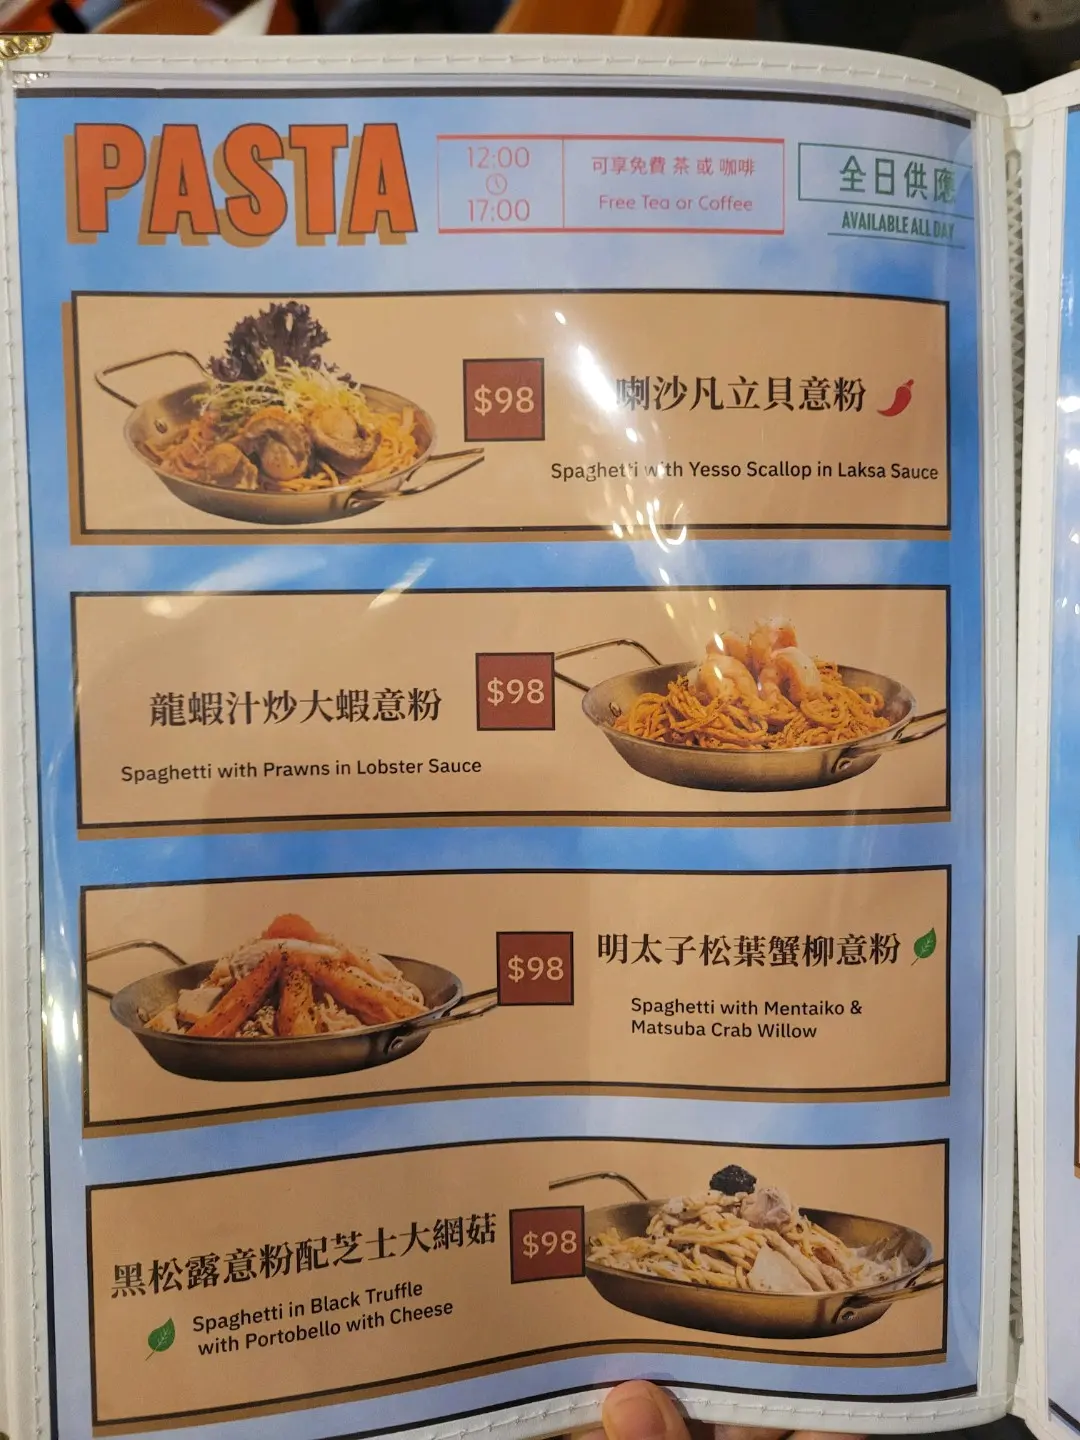 PASTA
12:00
17:00
可享免費 茶 或 咖啡
Free Tea or Coffee
全日供應
AVAILABLE ALL DAY
$98
喇沙凡立貝意粉
Spaghetti with Yesso Scallop in Laksa Sauce
龍蝦汁炒大蝦意粉
$98
Spaghetti with Prawns in Lobster Sauce
$98
明太子松葉蟹柳意粉
Spaghetti with Mentaiko &
Matsuba Crab Willow
黑松露意粉配芝士大網菇
$98
Spaghetti in Black Truffle
with Portobello with Cheese